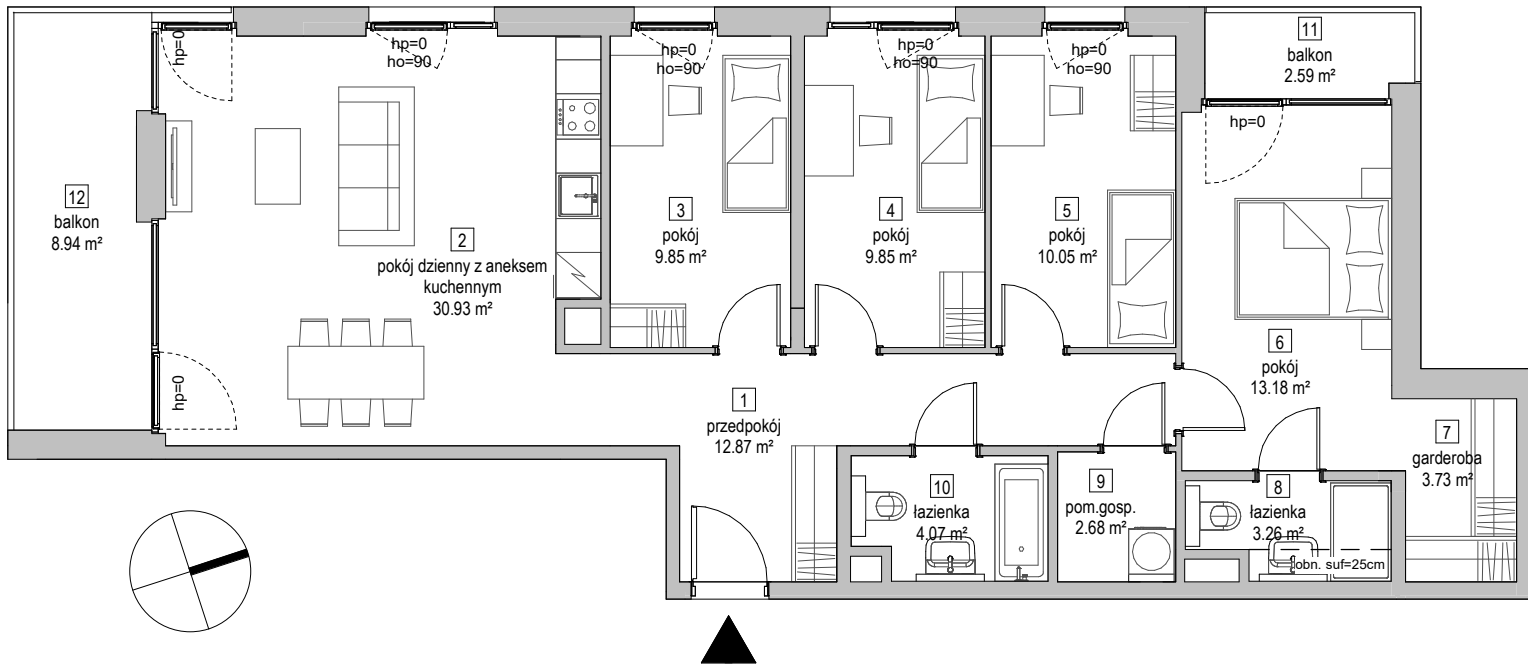 hp=0
hp=0
ho=90
hp=0
ho=90
hp=0
ho=90
hp=0
ho=90
11
balkon
2.59 m²
hp=0
12
balkon
8.94 m²
2
pokój dzienny z aneksem
kuchennym
30.93 m²
3
pokój
9.85 m²
4
pokój
9.85 m²
5
pokój
10.05 m²
6
pokój
13.18 m²
hp=0
1
przedpokój
12.87 m²
7
garderoba
3.73 m²
10
łazienka
4.07 m²
9
pom.gosp.
2.68 m²
8
łazienka
3.26 m²
obn. suf=25cm